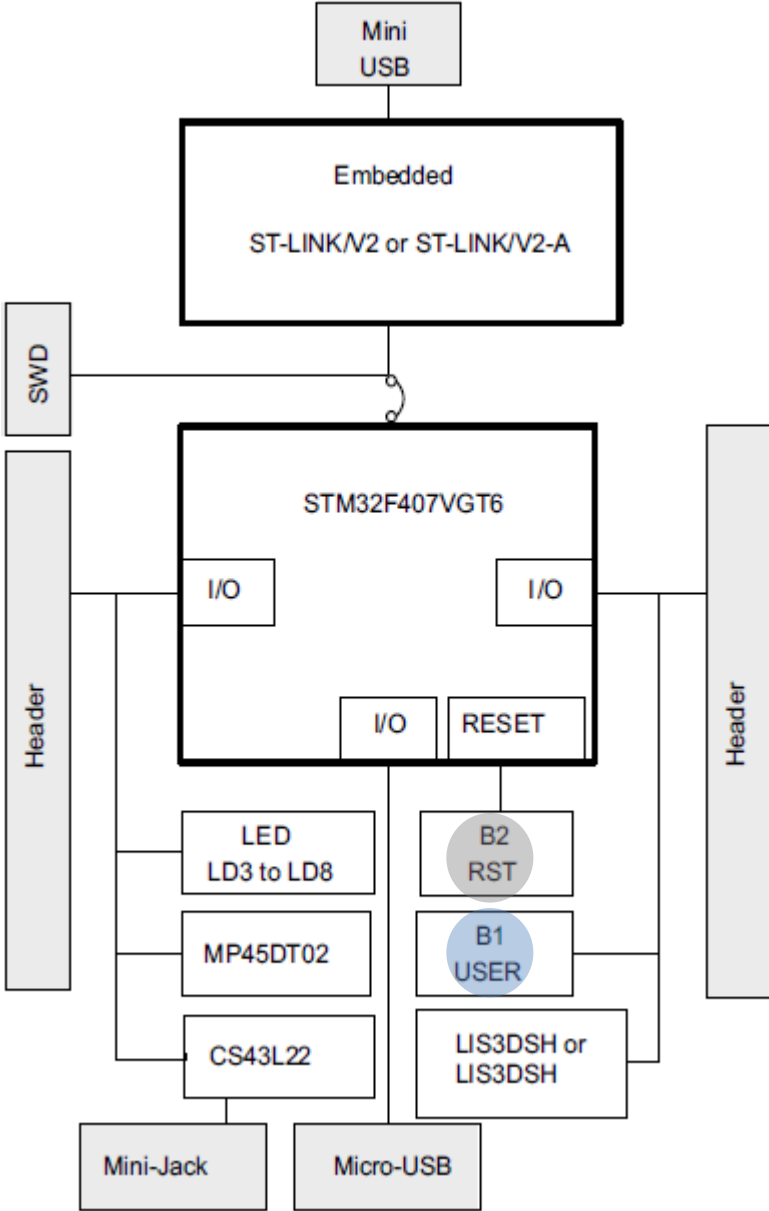 Mini
USB
Embedded
ST-LINK/V2 or ST-LINK/V2-A
SWD
STM32F407VGT6
I/O
I/O
Header
Header
I/O
RESET
LED
LD3 to LD8
B2
RST
MP45DT02
B1
USER
CS43L22
LIS3DSH or
LIS3DSH
Mini-Jack
Micro-USB